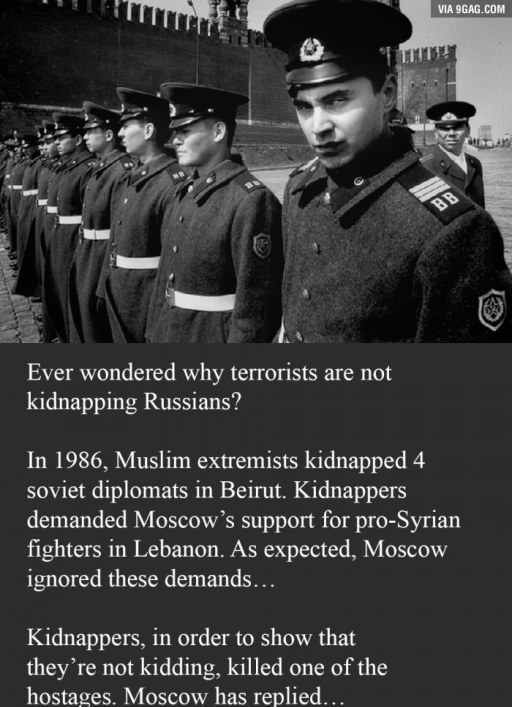 VIA 9GAG.COM
ВВ
Ever wondered why terrorists are not
kidnapping Russians?
In 1986, Muslim extremists kidnapped 4
soviet diplomats in Beirut. Kidnappers
demanded Moscow’s support for pro-Syrian
fighters in Lebanon. As expected, Moscow
ignored these demands…
Kidnappers, in order to show that
they’re not kidding, killed one of the
hostages. Moscow has replied…